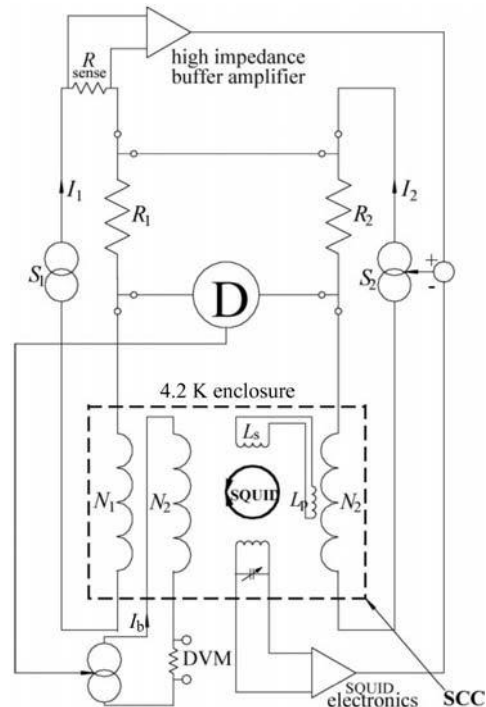 R
sense
high impedance
buffer amplifier
I1
R1
R2
I2
S1
D
S2
+
-
4.2 K enclosure
Ls
N1
N2
SQUID
Lp
N2
Ib
DVM
SQUID
electronics
SCC